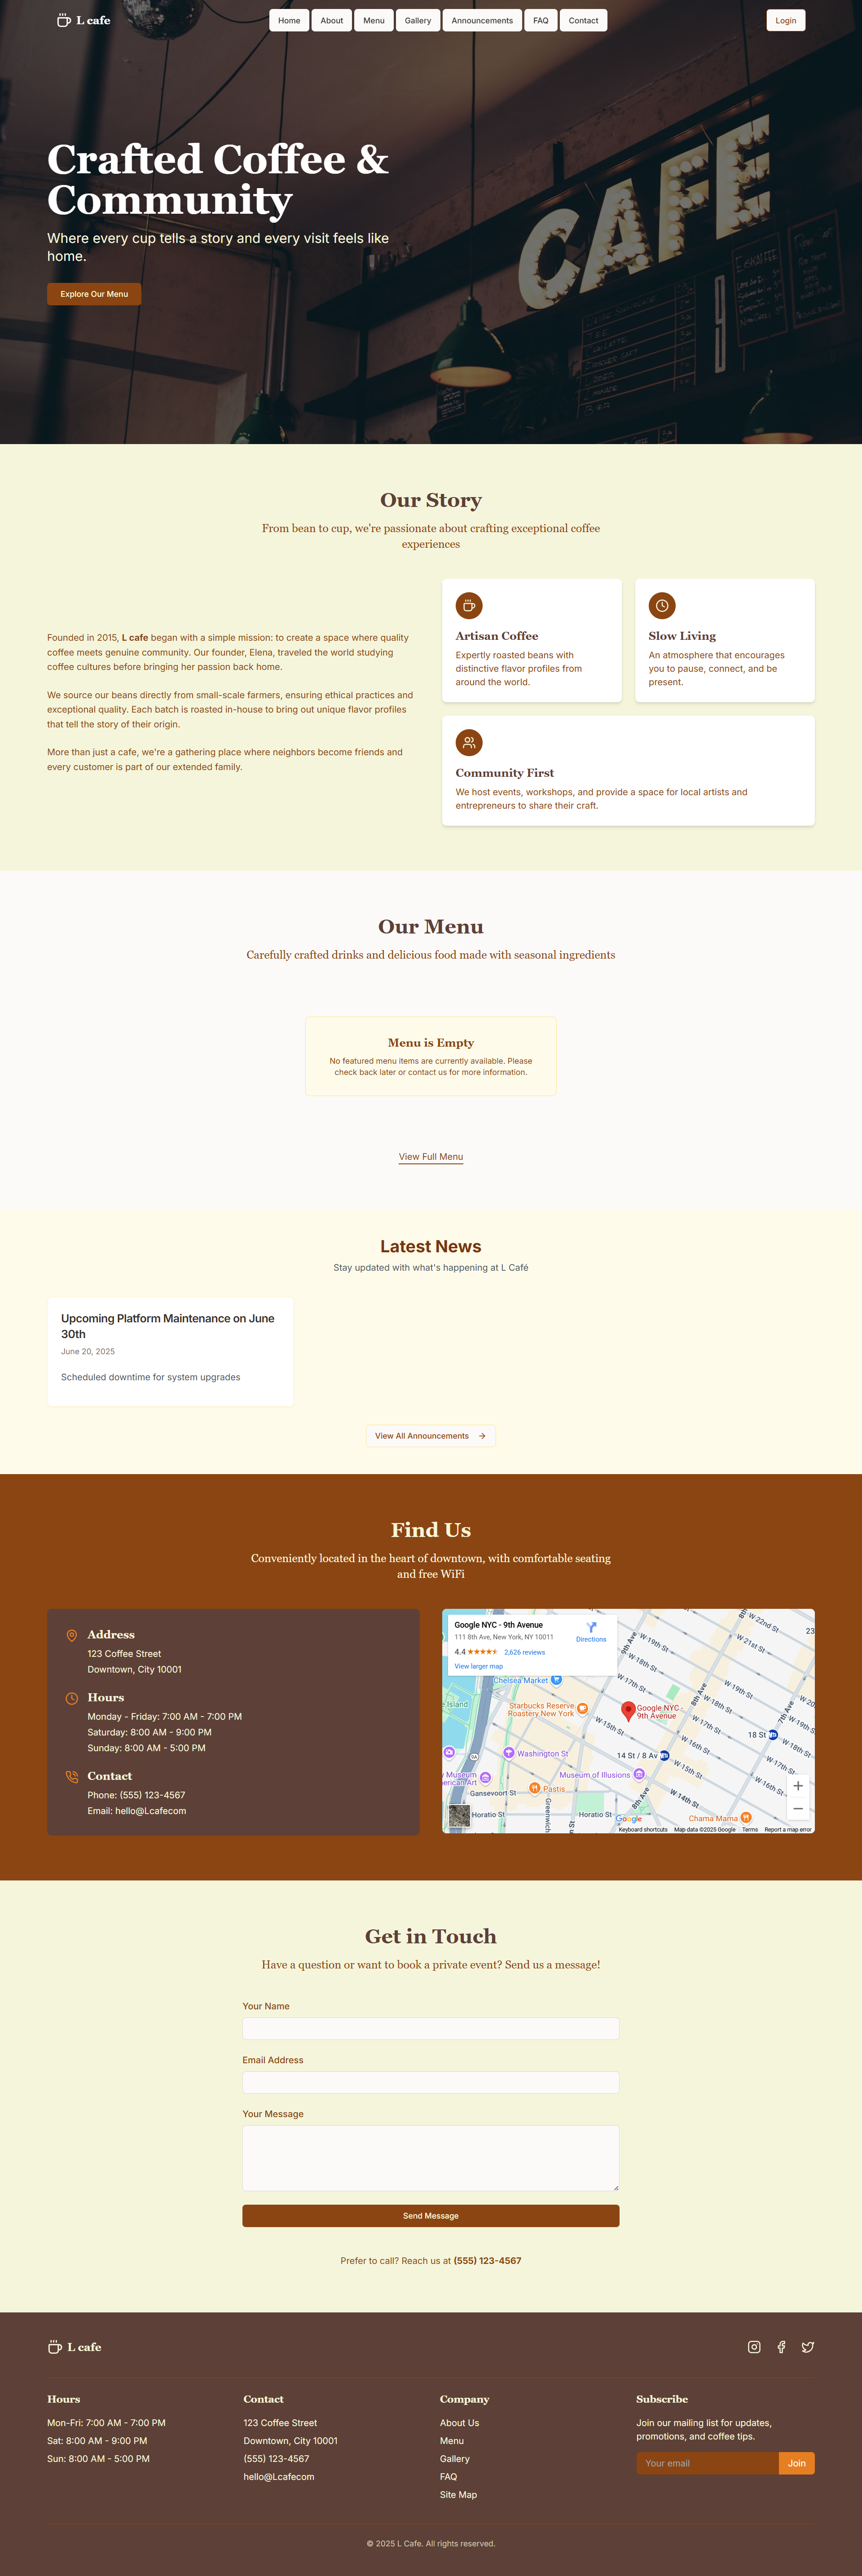 L cafe
Home
About
Menu
Gallery
Announcements
FAQ
Contact
Login
CAFE
Crafted Coffee &
Community
Where every cup tells a story and every visit feels like
home.
Explore Our Menu
Our Story
From bean to cup, we're passionate about crafting exceptional coffee
experiences
Founded in 2015, L cafe began with a simple mission: to create a space where quality
coffee meets genuine community. Our founder, Elena, traveled the world studying
coffee cultures before bringing her passion back home.
We source our beans directly from small-scale farmers, ensuring ethical practices and
exceptional quality. Each batch is roasted in-house to bring out unique flavor profiles
that tell the story of their origin.
More than just a cafe, we're a gathering place where neighbors become friends and
every customer is part of our extended family.
Artisan Coffee
Expertly roasted beans with
distinctive flavor profiles from
around the world.
Slow Living
An atmosphere that encourages
you to pause, connect, and be
present.
Community First
We host events, workshops, and provide a space for local artists and
entrepreneurs to share their craft.
Our Menu
Carefully crafted drinks and delicious food made with seasonal ingredients
Menu is Empty
No featured menu items are currently available. Please
check back later or contact us for more information.
View Full Menu
Latest News
Stay updated with what's happening at L Café
Upcoming Platform Maintenance on June
30th
June 20, 2025
Scheduled downtime for system upgrades
View All Announcements
Find Us
Conveniently located in the heart of downtown, with comfortable seating
and free WiFi
Address
123 Coffee Street
Downtown, City 10001
Hours
Monday - Friday: 7:00 AM - 7:00 PM
Saturday: 8:00 AM - 9:00 PM
Sunday: 8:00 AM - 5:00 PM
Contact
Phone: (555) 123-4567
Email: hello@Lcafecom
Google NYC - 9th Avenue
111 8th Ave, New York, NY 10011
4.4
2,626 reviews
View larger map
Directions
W 22nd St
W 21st St
23
W 19th St
W 18th St
W 17th St
9th Ave
8th Ave
7th Ave
Chelsea Market
Island
Starbucks Reserve
Roastery New York
Google NYC -
9th Avenue
W 15th St
W 16th St
W 14th St
18 St
14 St / 8 Av
9A
Washington St
Museum of Illusions
Museum
erican Art
Pastis
Gansevoort St
Horatio St
Horatio St
Greenwich
Chama Mama
Google
Keyboard shortcuts
Map data ©2025 Google
Terms
Report a map error
Get in Touch
Have a question or want to book a private event? Send us a message!
Your Name
Email Address
Your Message
Send Message
Prefer to call? Reach us at (555) 123-4567
L cafe
Hours
Mon-Fri: 7:00 AM - 7:00 PM
Sat: 8:00 AM - 9:00 PM
Sun: 8:00 AM - 5:00 PM
Contact
123 Coffee Street
Downtown, City 10001
(555) 123-4567
hello@Lcafecom
Company
About Us
Menu
Gallery
FAQ
Site Map
Subscribe
Join our mailing list for updates,
promotions, and coffee tips.
Your email
Join
© 2025 L Cafe. All rights reserved.